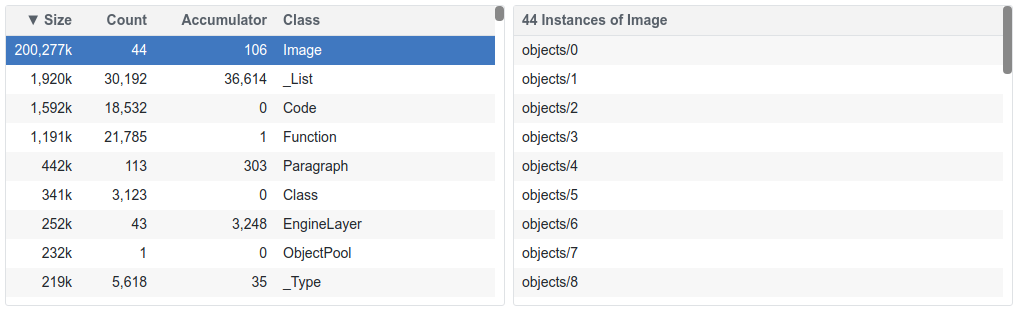 ▼ Size Count Accumulator Class
200,277k 44 106 Image
1,920k 30,192 36,614 _List
1,592k 18,532 0 Code
1,191k 21,785 1 Function
442k 113 303 Paragraph
341k 3,123 0 Class
252k 43 3,248 EngineLayer
232k 1 0 ObjectPool
219k 5,618 35 _Type
44 Instances of Image
objects/0
objects/1
objects/2
objects/3
objects/4
objects/5
objects/6
objects/7
objects/8